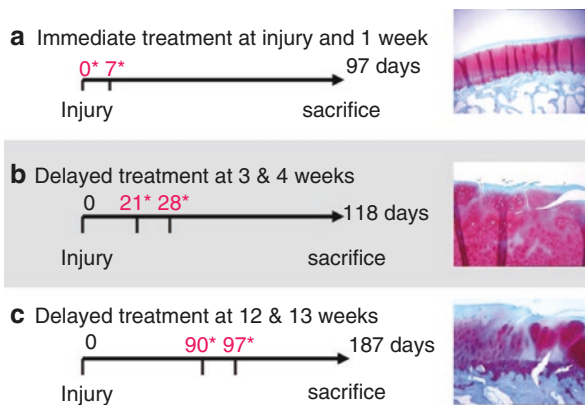 a Immediate treatment at injury and 1 week
0* 7* 97 days
Injury sacrifice
b Delayed treatment at 3 & 4 weeks
0 21* 28* 118 days
Injury sacrifice
c Delayed treatment at 12 & 13 weeks
0 90* 97* 187 days
Injury sacrifice